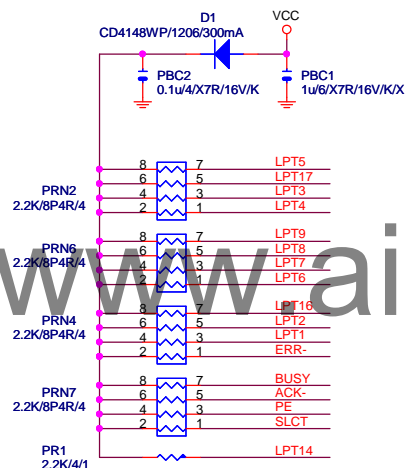 D1
VCC
CD4148WP/1206/300mA
PBC2
0.1u/4/X7R/16V/K
PBC1
1u/6/X7R/16V/K/X
8 7 LPT5
6 5 LPT17
PRN2 4 3 LPT3
2.2K/8P4R/4 2 1 LPT4
8 7 LPT9
PRN6 6 5 LPT8
2.2K/8P4R/4 4 3 LPT7
2 1 LPT6
www.ai
8 7 LPT16
PRN4 6 5 LPT2
2.2K/8P4R/4 4 3 LPT1
2 1 ERR-
8 7 BUSY
PRN7 6 5 ACK-
2.2K/8P4R/4 4 3 PE
2 1 SLCT
PR1 LPT14
2.2K/4/1